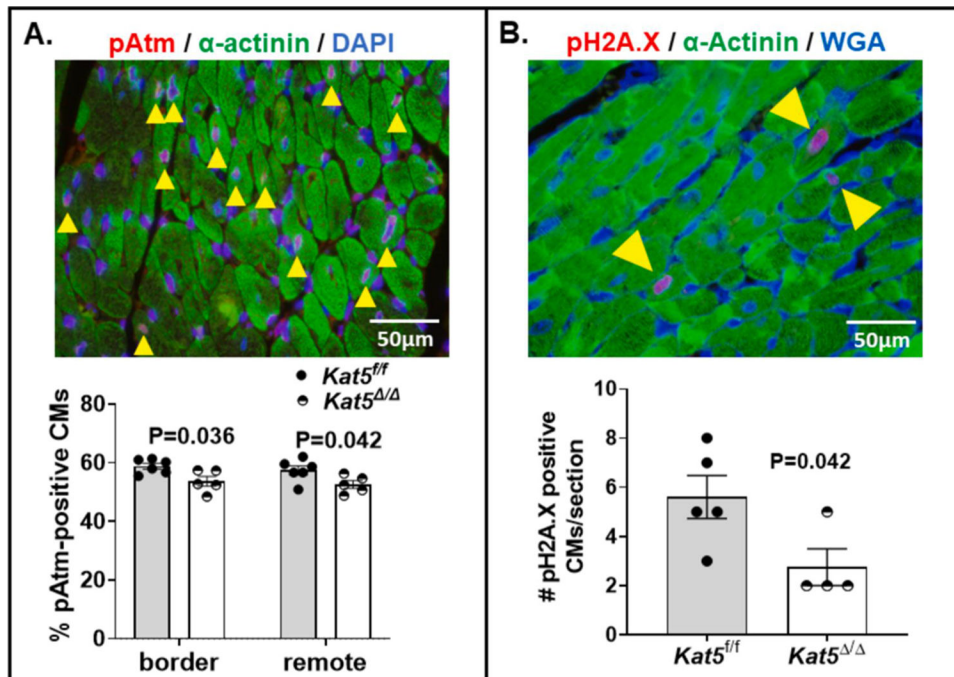 A.
pAtm / α-actinin / DAPI
50μm
Kat5f/f
Kat5Δ/Δ
% pAtm-positive CMs
80
60
40
20
0
P=0.036
P=0.042
border
remote
B.
pH2A.X / α-Actinin / WGA
50μm
# pH2A.X positive
CMs/section
10
8
6
4
2
0
P=0.042
Kat5f/f
Kat5Δ/Δ